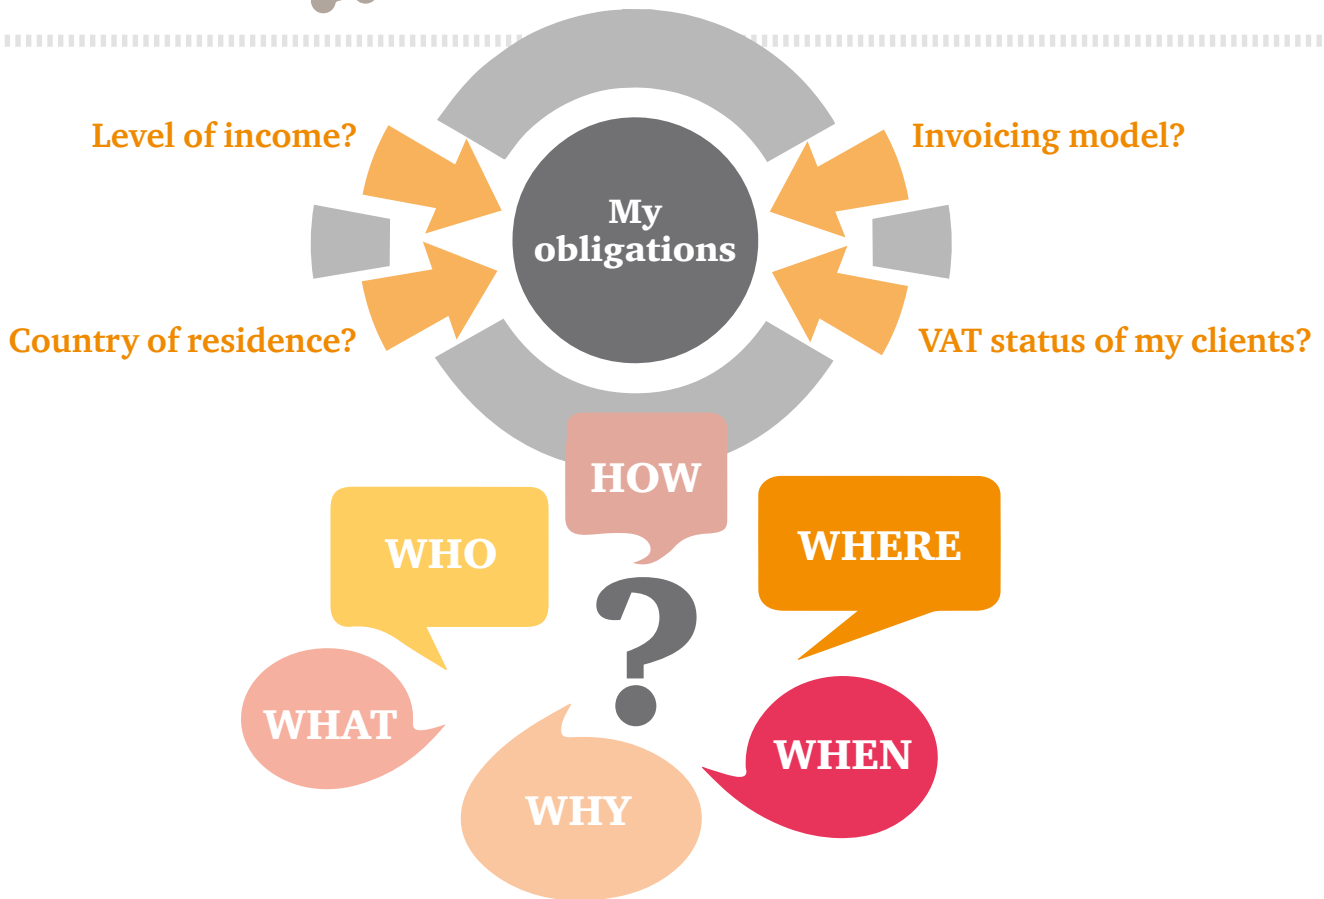 Level of income?
Invoicing model?
My
obligations
Country of residence?
VAT status of my clients?
HOW
WHO
WHERE
?
WHAT
WHEN
WHY